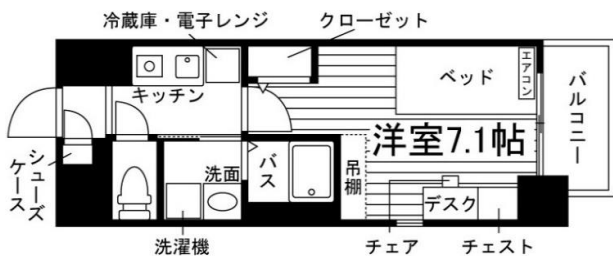 冷蔵庫・電子レンジ
クローゼット
キッチン
ベッド
エアコン
バルコニー
洋室7.1帖
シューズ
ケース
洗面
バス
吊棚
デスク
洗濯機
チェア
チェスト